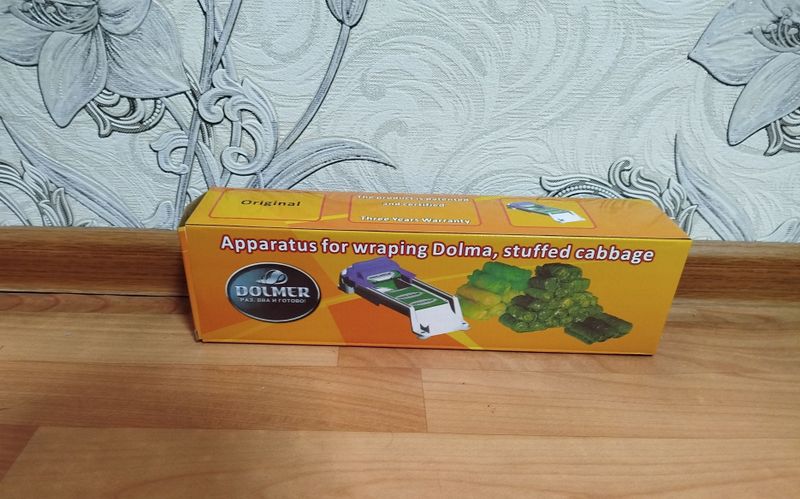 Original
The product is patented
and certified
Three Years Warranty
Apparatus for wraping Dolma, stuffed cabbage
DOLMER
РАЗ, ДВА И ГОТОВО!